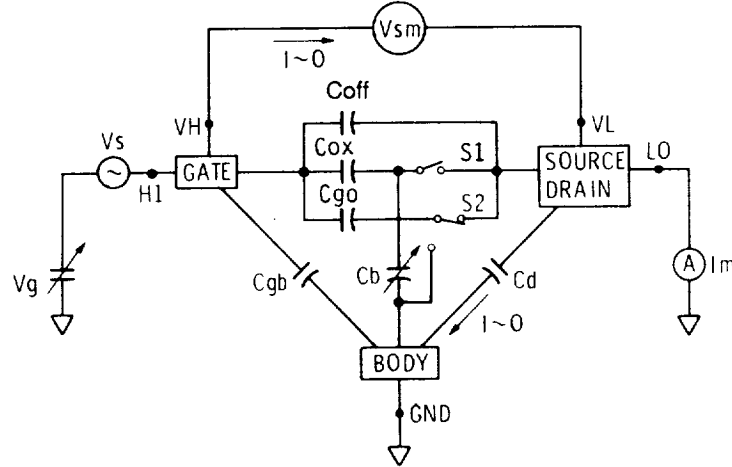 Vsm
I~0
Coff
VH
VL
Vs
Cox
S1
LO
GATE
SOURCE
DRAIN
HI
Cgo
S2
Vg
Cgb
Cb
Cd
A
Im
I~0
BODY
GND